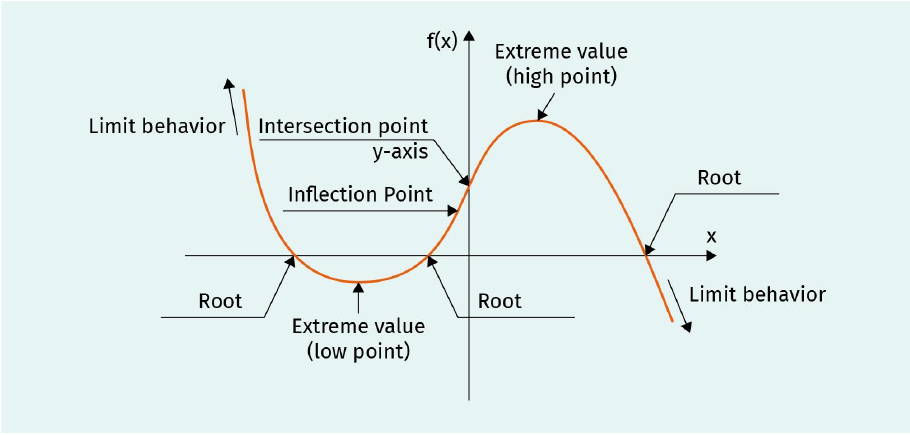 f(x)
Extreme value
(high point)
Limit behavior
Intersection point
y-axis
Inflection Point
Root
x
Root
Root
Limit behavior
Extreme value
(low point)